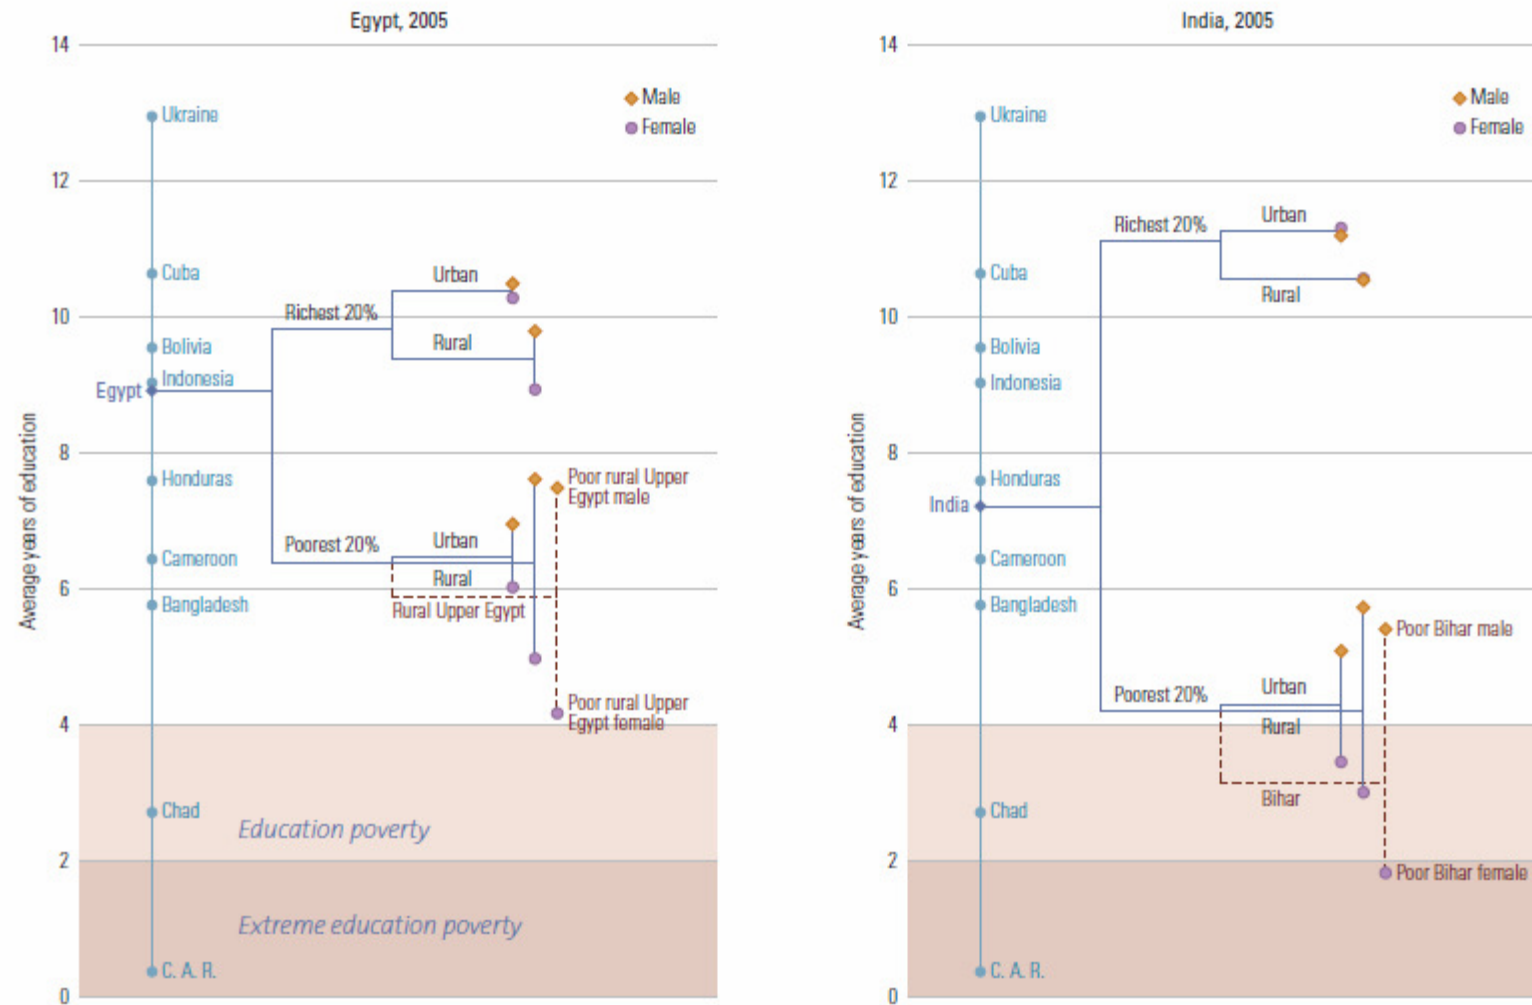 Egypt, 2005
14
Male
Female
Ukraine
12
Cuba
Urban
Richest 20%
10
Rural
Bolivia
Indonesia
Egypt
8
Honduras
Poor rural Upper
Egypt male
Urban
Poorest 20%
Cameroon
Rural
6
Bangladesh
Rural Upper Egypt
Poor rural Upper
Egypt female
4
Chad
Education poverty
2
Extreme education poverty
C. A. R.
0
Average years of education
India, 2005
14
Male
Female
Ukraine
12
Urban
Richest 20%
Cuba
Rural
10
Bolivia
Indonesia
8
Honduras
India
Cameroon
6
Bangladesh
Poor Bihar male
Urban
Poorest 20%
4
Rural
Bihar
Chad
2
Poor Bihar female
C. A. R.
0
Average years of education